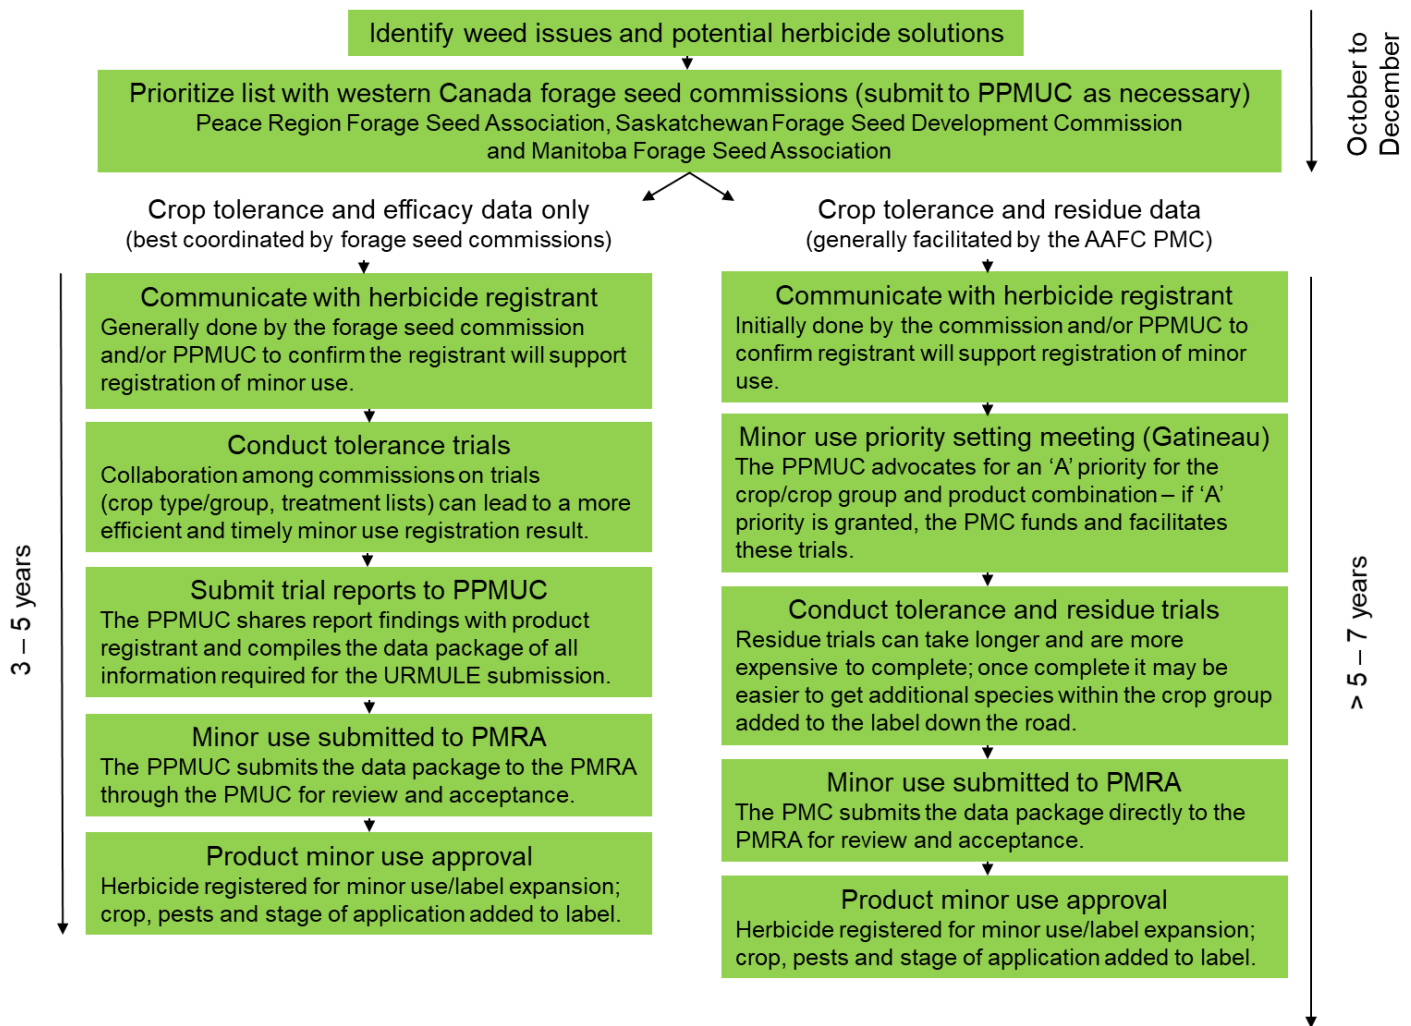 Identify weed issues and potential herbicide solutions
Prioritize list with western Canada forage seed commissions (submit to PPMUC as necessary)
Peace Region Forage Seed Association, Saskatchewan Forage Seed Development Commission
and Manitoba Forage Seed Association
October to
December
Crop tolerance and efficacy data only
(best coordinated by forage seed commissions)
3 – 5 years
Communicate with herbicide registrant
Generally done by the forage seed commission
and/or PPMUC to confirm the registrant will support
registration of minor use.
Conduct tolerance trials
Collaboration among commissions on trials
(crop type/group, treatment lists) can lead to a more
efficient and timely minor use registration result.
Submit trial reports to PPMUC
The PPMUC shares report findings with product
registrant and compiles the data package of all
information required for the URMULE submission.
Minor use submitted to PMRA
The PPMUC submits the data package to the PMRA
through the PMUC for review and acceptance.
Product minor use approval
Herbicide registered for minor use/label expansion;
crop, pests and stage of application added to label.
Crop tolerance and residue data
(generally facilitated by the AAFC PMC)
Communicate with herbicide registrant
Initially done by the commission and/or PPMUC to
confirm registrant will support registration of minor
use.
Minor use priority setting meeting (Gatineau)
The PPMUC advocates for an ‘A’ priority for the
crop/crop group and product combination – if ‘A’
priority is granted, the PMC funds and facilitates
these trials.
Conduct tolerance and residue trials
Residue trials can take longer and are more
expensive to complete; once complete it may be
easier to get additional species within the crop group
added to the label down the road.
Minor use submitted to PMRA
The PMC submits the data package directly to the
PMRA for review and acceptance.
Product minor use approval
Herbicide registered for minor use/label expansion;
crop, pests and stage of application added to label.
> 5 – 7 years